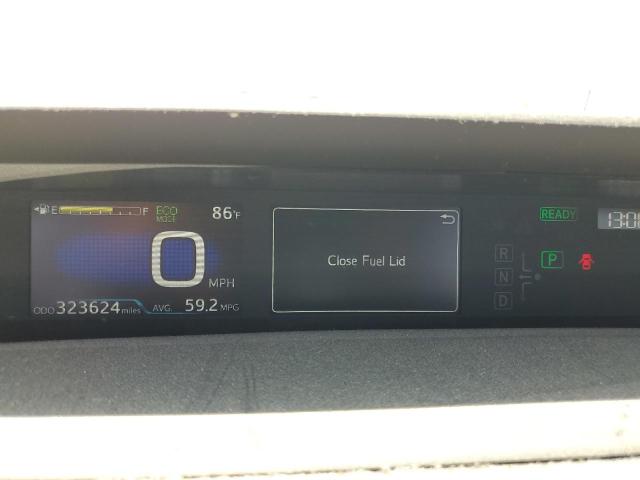 E F ECO MODE 86°F
0 MPH
ODO 323624 miles AVG. 59.2 MPG
Close Fuel Lid
READY
R
N
D
P